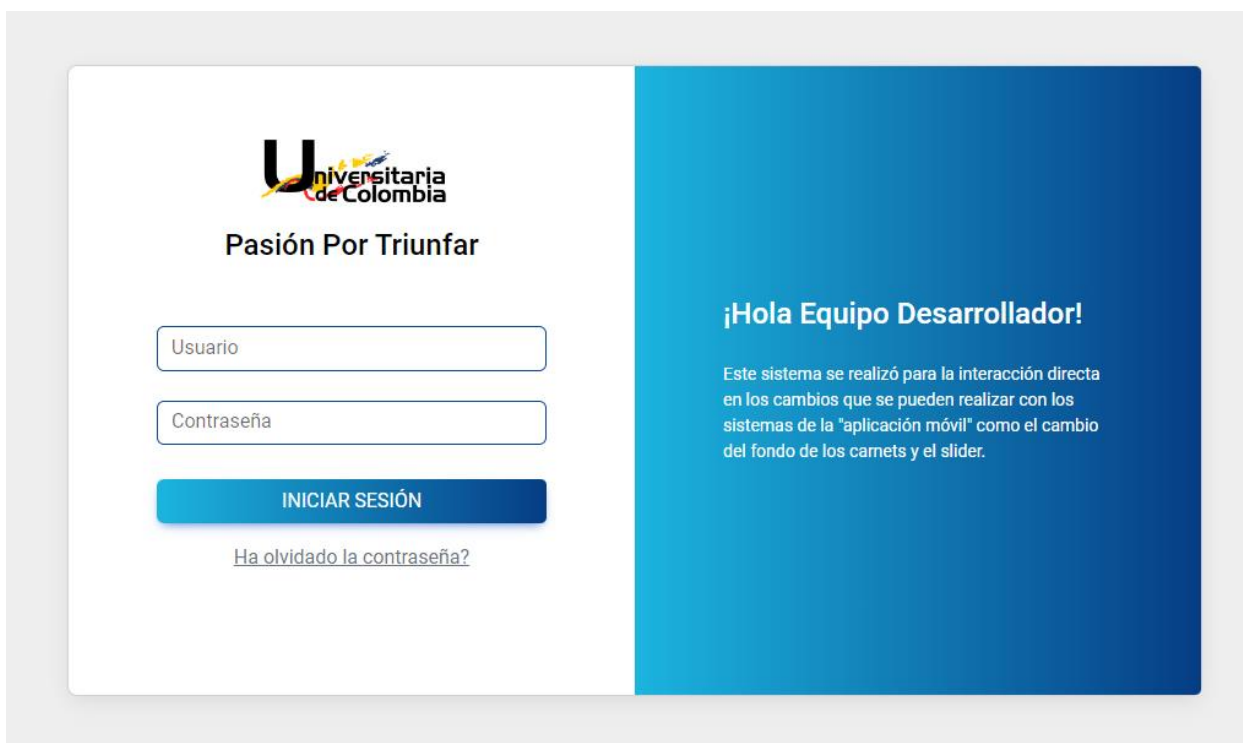 Universitaria
de Colombia
Pasión Por Triunfar
Usuario
Contraseña
INICIAR SESIÓN
Ha olvidado la contraseña?
¡Hola Equipo Desarrollador!
Este sistema se realizó para la interacción directa
en los cambios que se pueden realizar con los
sistemas de la "aplicación móvil" como el cambio
del fondo de los carnets y el slider.